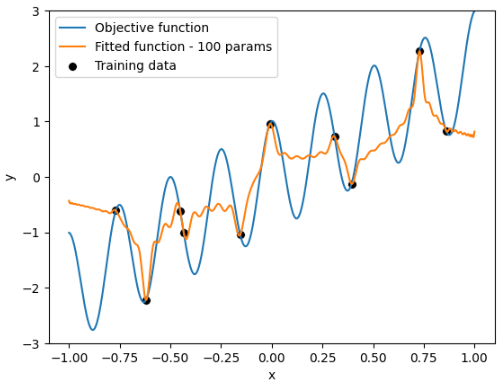 3
2
1
0
−1
−2
−3
y
Objective function
Fitted function - 100 params
Training data
−1.00 −0.75 −0.50 −0.25 0.00 0.25 0.50 0.75 1.00
x